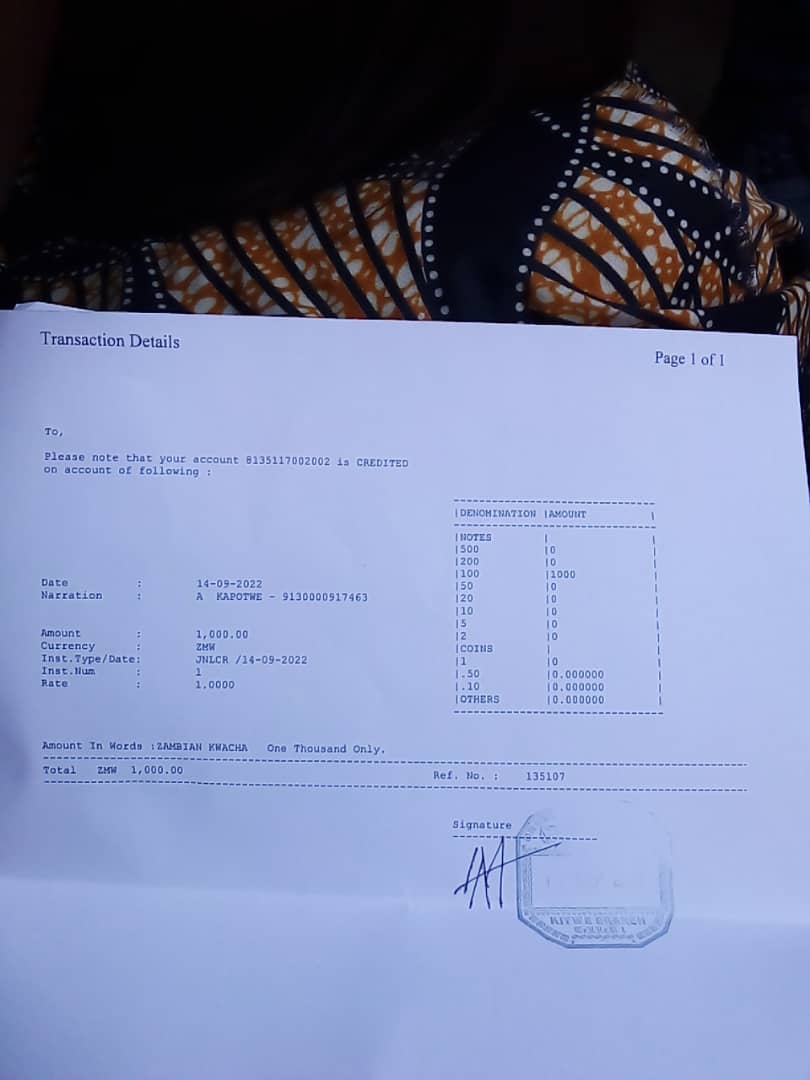 Transaction Details
Page 1 of 1
To,
Please note that your account 8135117002002 is CREDITED
on account of following :
Date : 14-09-2022
Narration : A KAPOTWE - 9130000917463
Amount : 1,000.00
Currency : ZMW
Inst.Type/Date: JNLCR /14-09-2022
Inst.Num : 1
Rate : 1.0000
|DENOMINATION |AMOUNT |
|NOTES | |
|500 |0 |
|200 |0 |
|100 |1000 |
|50 |0 |
|20 |0 |
|10 |0 |
|5 |0 |
|2 |0 |
|COINS | |
|1 |0 |
|.50 |0.000000 |
|.10 |0.000000 |
|OTHERS |0.000000 |
Amount In Words :ZAMBIAN KWACHA One Thousand Only.
Total ZMW 1,000.00
Ref. No. : 135107
Signature
KITWE BRANCH